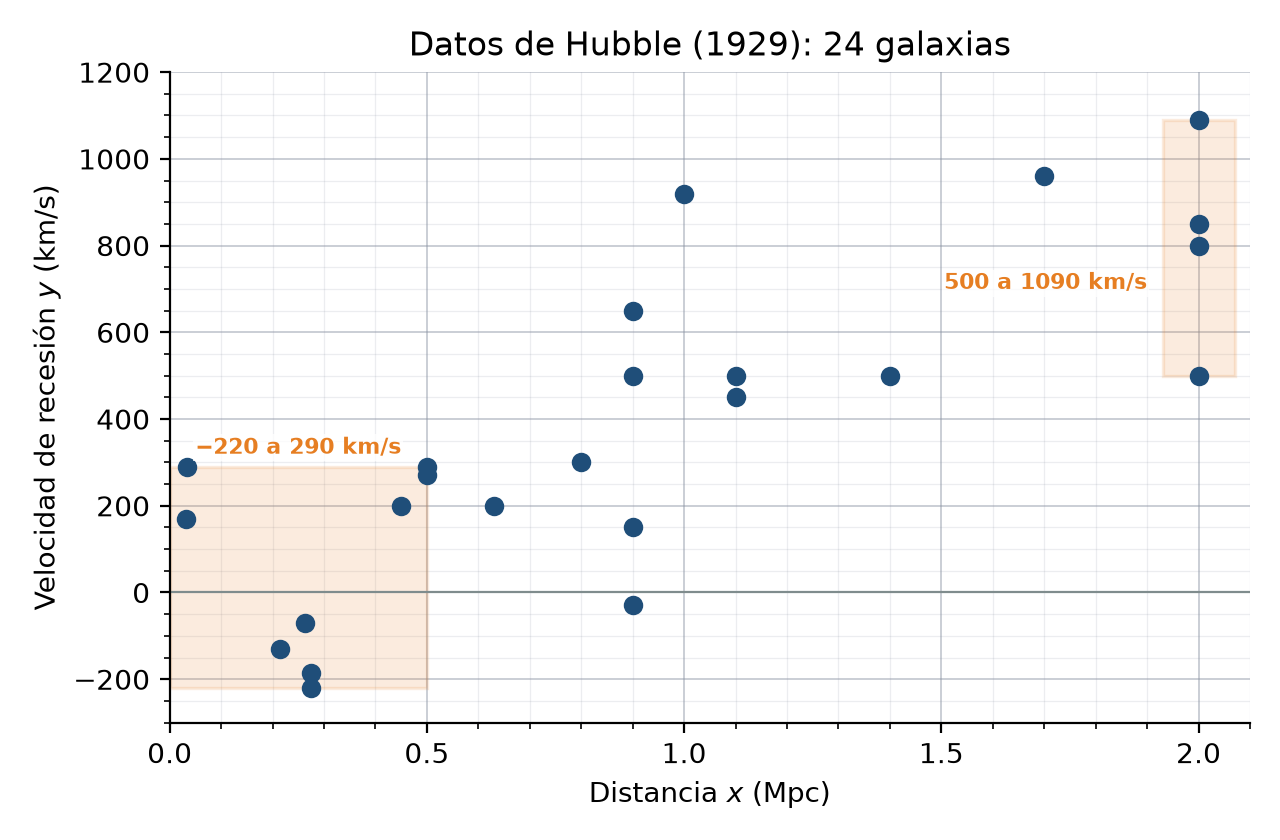 Datos de Hubble (1929): 24 galaxias
1200
1000
800
600
400
200
0
−200
Velocidad de recesión y (km/s)
500 a 1090 km/s
−220 a 290 km/s
0.0
0.5
1.0
1.5
2.0
Distancia x (Mpc)